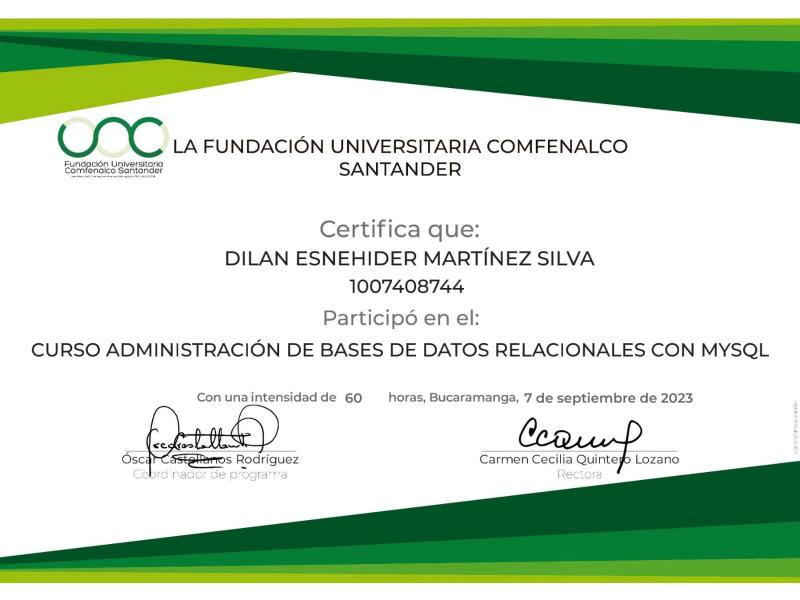 LA FUNDACIÓN UNIVERSITARIA COMFENALCO
SANTANDER
Fundación Universitaria
Comfenalco Santander
Certifica que:
DILAN ESNEHIDER MARTÍNEZ SILVA
1007408744
Participó en el:
CURSO ADMINISTRACIÓN DE BASES DE DATOS RELACIONALES CON MYSQL
Con una intensidad de 60 horas, Bucaramanga, 7 de septiembre de 2023
Óscar Castellanos Rodríguez
Coordinador de programa
Carmen Cecilia Quintero Lozano
Rectora